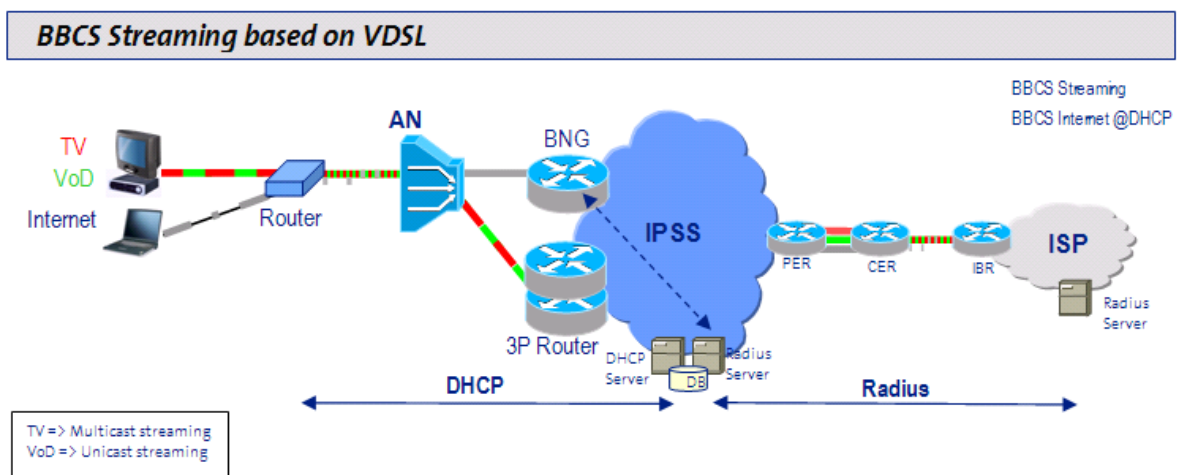 BBCS Streaming based on VDSL
BBCS Streaming
BBCS Internet @DHCP
AN
BNG
TV
VoD
Internet
Router
IPSS
PER
CER
IBR
ISP
Radius
Server
3P Router
DHCP
Server
DB
Radius
Server
DHCP
Radius
TV => Multicast streaming
VoD => Unicast streaming